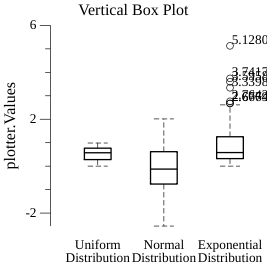 Vertical Box Plot
plotter.Values
6
2
-2
5.1280
Uniform Distribution
Normal Distribution
Exponential Distribution